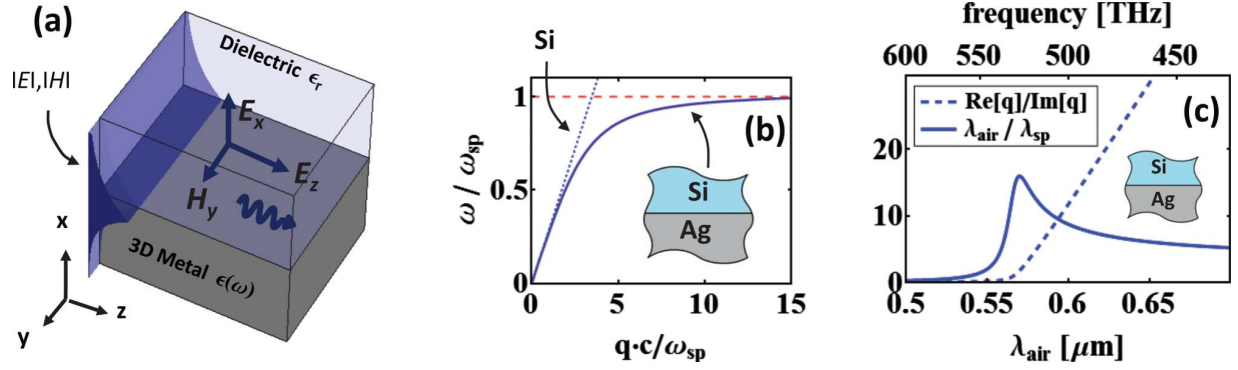 (a)
Dielectric ϵr
|E|,|H|
Ex
Ez
Hy
3D Metal ϵ(ω)
x
z
y
Si
1
0.5
0
ω / ωsp
(b)
Si
Ag
0 5 10 15
q·c/ωsp
(c)
frequency [THz]
600 550 500 450
Re[q]/Im[q]
λair / λsp
20
10
0
Si
Ag
0.5 0.55 0.6 0.65
λair [μm]